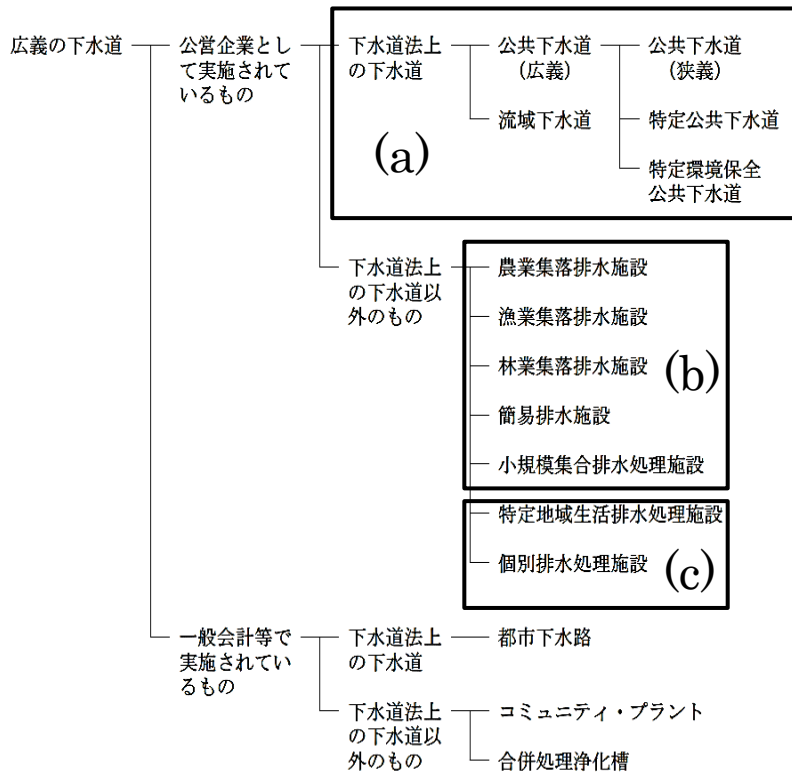 広義の下水道
公営企業とし
て実施されて
いるもの
下水道法上
の下水道
公共下水道
(広義)
公共下水道
(狭義)
流域下水道
特定公共下水道
特定環境保全
公共下水道
(a)
下水道法上
の下水道以
外のもの
農業集落排水施設
漁業集落排水施設
林業集落排水施設
簡易排水施設
小規模集合排水処理施設
(b)
特定地域生活排水処理施設
個別排水処理施設
(c)
一般会計等で
実施されてい
るもの
下水道法上
の下水道
都市下水路
下水道法上
の下水道以
外のもの
コミュニティ・プラント
合併処理浄化槽